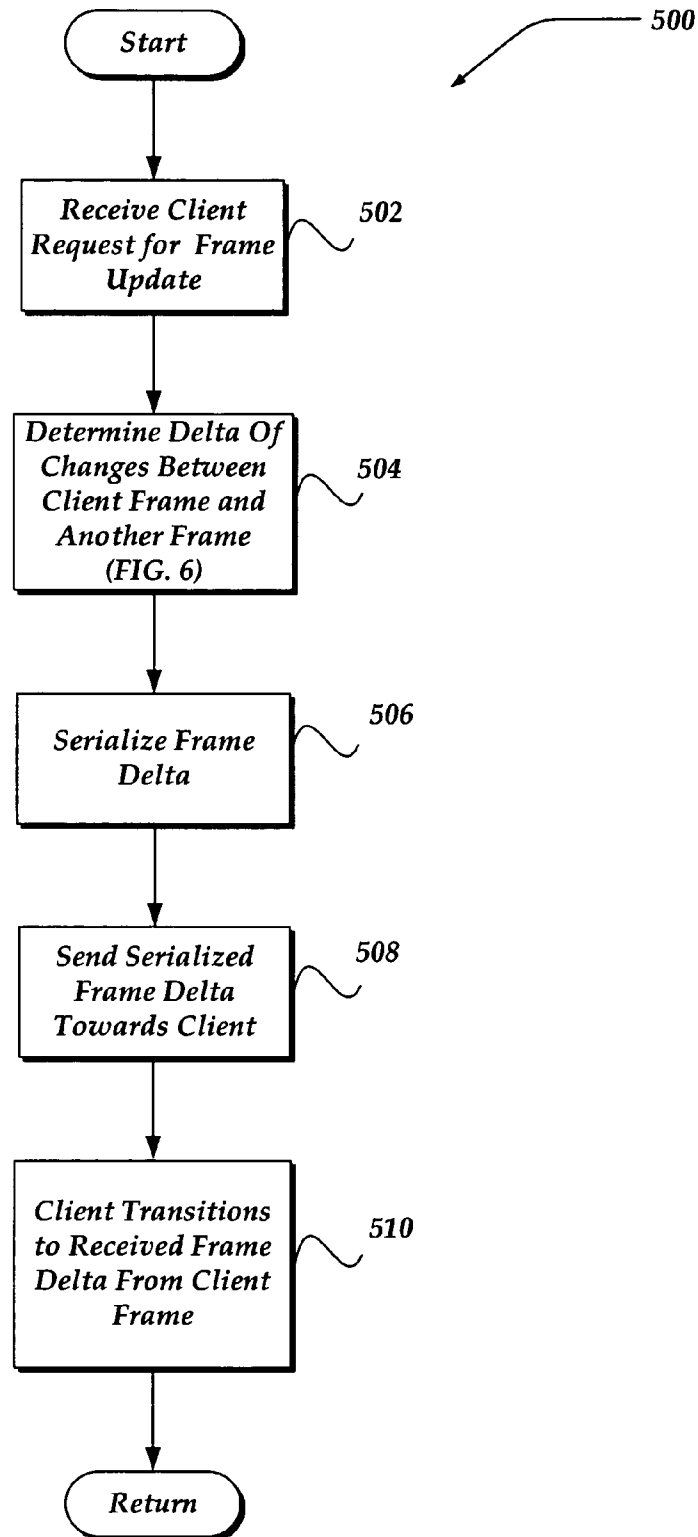 Start
500
Receive Client
Request for Frame
Update
502
Determine Delta Of
Changes Between
Client Frame and
Another Frame
(FIG. 6)
504
Serialize Frame
Delta
506
Send Serialized
Frame Delta
Towards Client
508
Client Transitions
to Received Frame
Delta From Client
Frame
510
Return